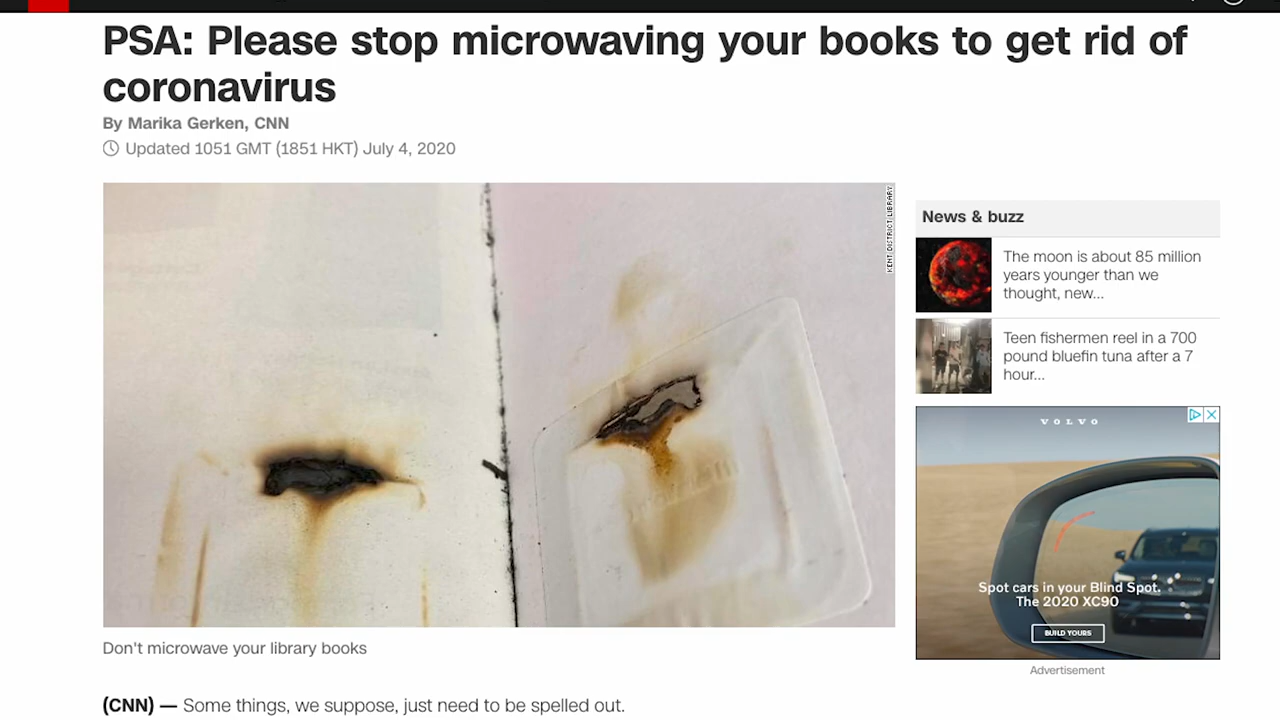 PSA: Please stop microwaving your books to get rid of
coronavirus
By Marika Gerken, CNN
Updated 1051 GMT (1851 HKT) July 4, 2020
KENT DISTRICT LIBRARY
News & buzz
The moon is about 85 million
years younger than we
thought, new...
Teen fishermen reel in a 700
pound bluefin tuna after a 7
hour...
VOLVO
Spot cars in your Blind Spot.
The 2020 XC90
BUILD YOURS
Advertisement
Don't microwave your library books
(CNN) — Some things, we suppose, just need to be spelled out.